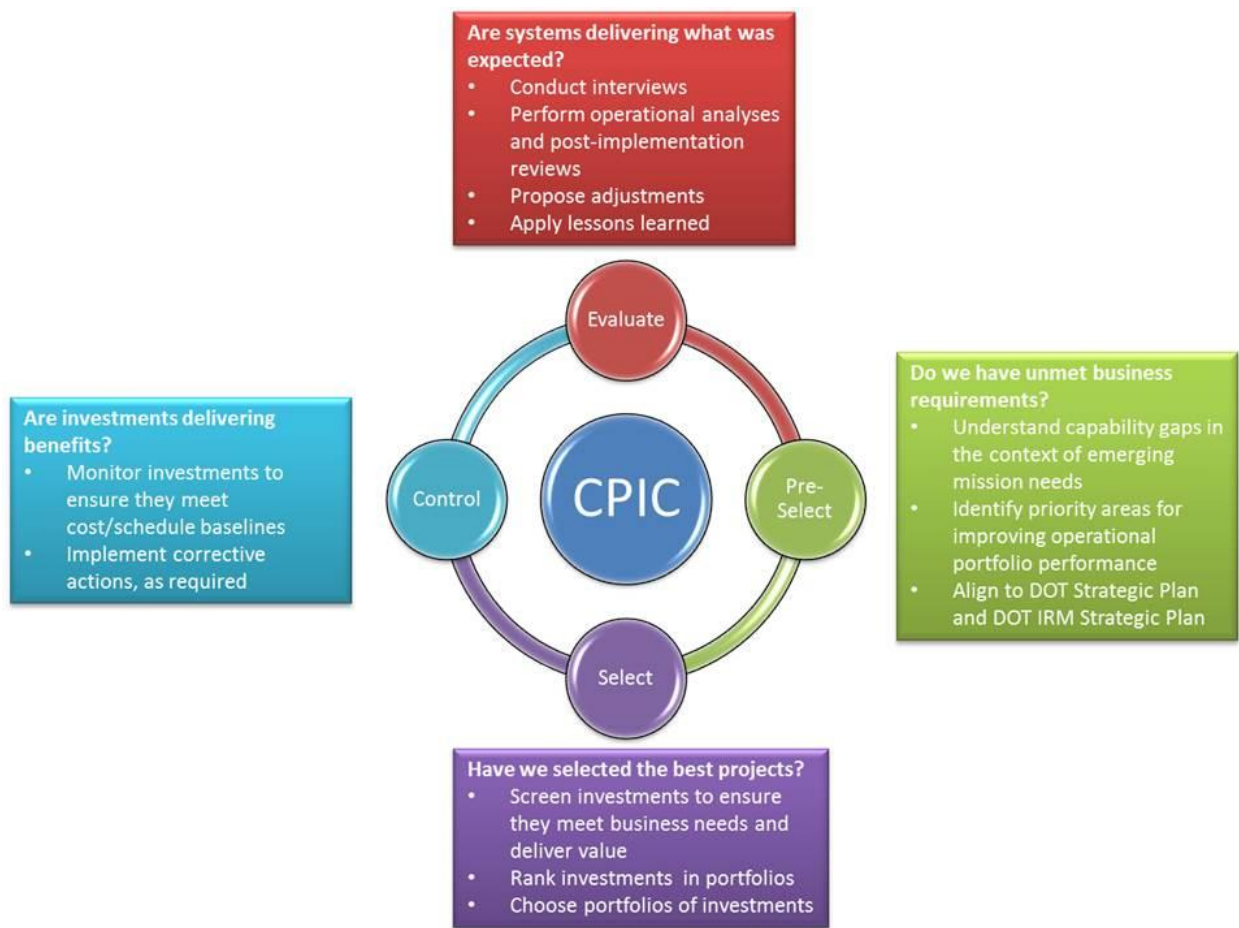 Are systems delivering what was
expected?
• Conduct interviews
• Perform operational analyses
and post-implementation
reviews
• Propose adjustments
• Apply lessons learned
Evaluate
Do we have unmet business
requirements?
• Understand capability gaps in
the context of emerging
mission needs
• Identify priority areas for
improving operational
portfolio performance
• Align to DOT Strategic Plan
and DOT IRM Strategic Plan
Are investments delivering
benefits?
• Monitor investments to
ensure they meet
cost/schedule baselines
• Implement corrective
actions, as required
Control
CPIC
Pre-
Select
Select
Have we selected the best projects?
• Screen investments to ensure
they meet business needs and
deliver value
• Rank investments in portfolios
• Choose portfolios of investments